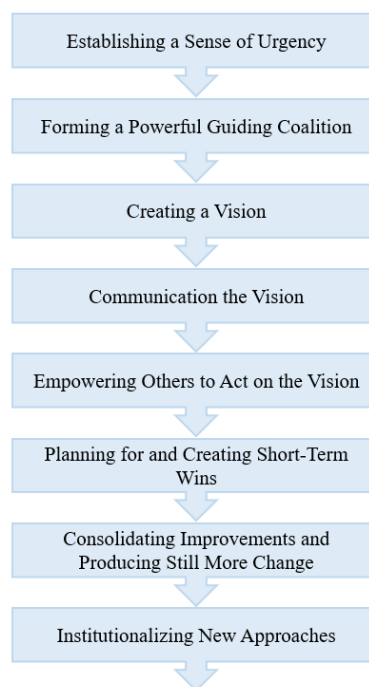 Establishing a Sense of Urgency
Forming a Powerful Guiding Coalition
Creating a Vision
Communication the Vision
Empowering Others to Act on the Vision
Planning for and Creating Short-Term
Wins
Consolidating Improvements and
Producing Still More Change
Institutionalizing New Approaches